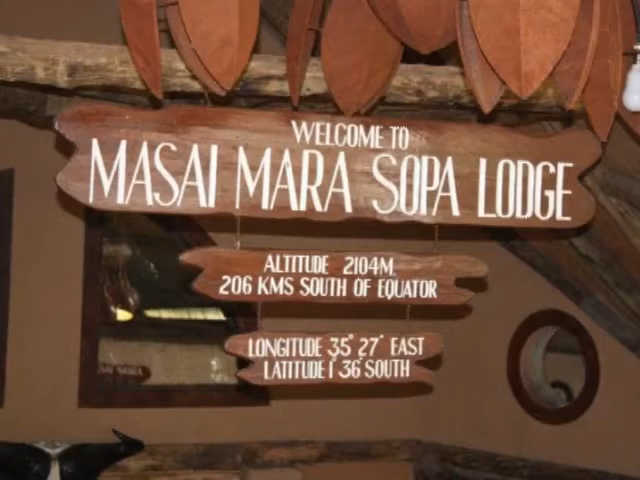 WELCOME TO
MASAI MARA SOPA LODGE
ALTITUDE 2104M.
206 KMS SOUTH OF EQUATOR
LONGITUDE 35° 27' EAST
LATITUDE 1° 36' SOUTH